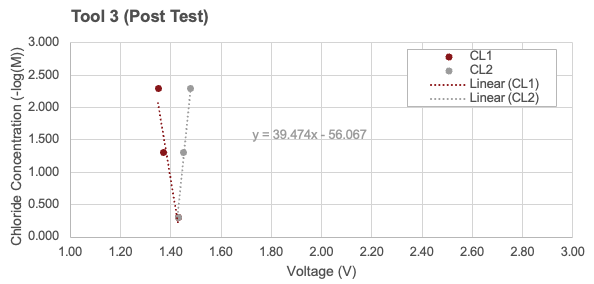 Tool 3 (Post Test)
3.000
2.500
2.000
1.500
1.000
0.500
0.000
Chloride Concentration (-log(M))
CL1
CL2
Linear (CL1)
Linear (CL2)
y = 39.474x - 56.067
1.00 1.20 1.40 1.60 1.80 2.00 2.20 2.40 2.60 2.80 3.00
Voltage (V)